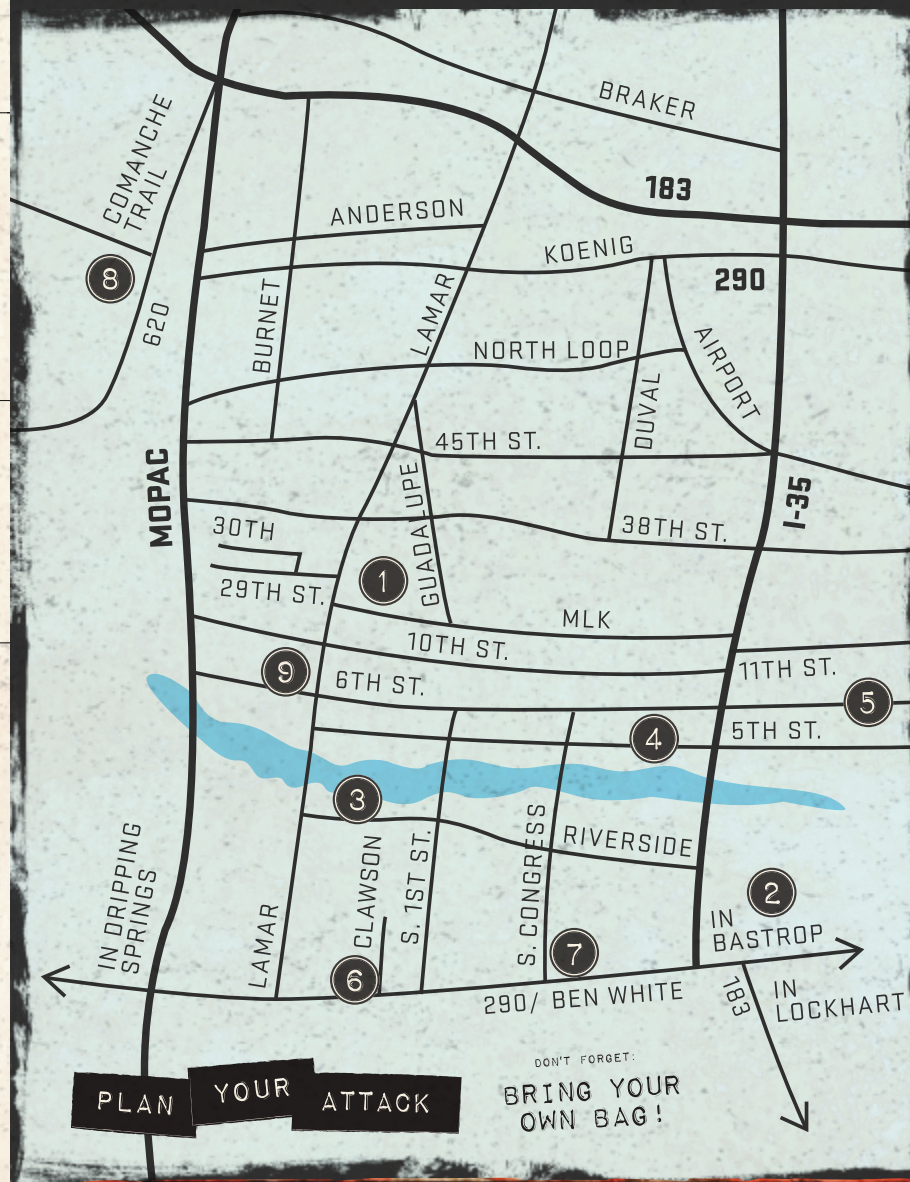 BRAKER
COMANCHE
TRAIL
183
ANDERSON
KOENIG
8
290
620
BURNET
LAMAR
NORTH LOOP
AIRPORT
DUVAL
45TH ST.
MOPAC
GUADALUPE
I-35
30TH
38TH ST.
1
29TH ST.
MLK
10TH ST.
9
6TH ST.
11TH ST.
5
4
5TH ST.
3
RIVERSIDE
IN DRIPPING
SPRINGS
LAMAR
CLAWSON
S. 1ST ST.
S. CONGRESS
2
IN
BASTROP
7
6
290/ BEN WHITE
183
IN
LOCKHART
PLAN YOUR ATTACK
DON'T FORGET:
BRING YOUR
OWN BAG!